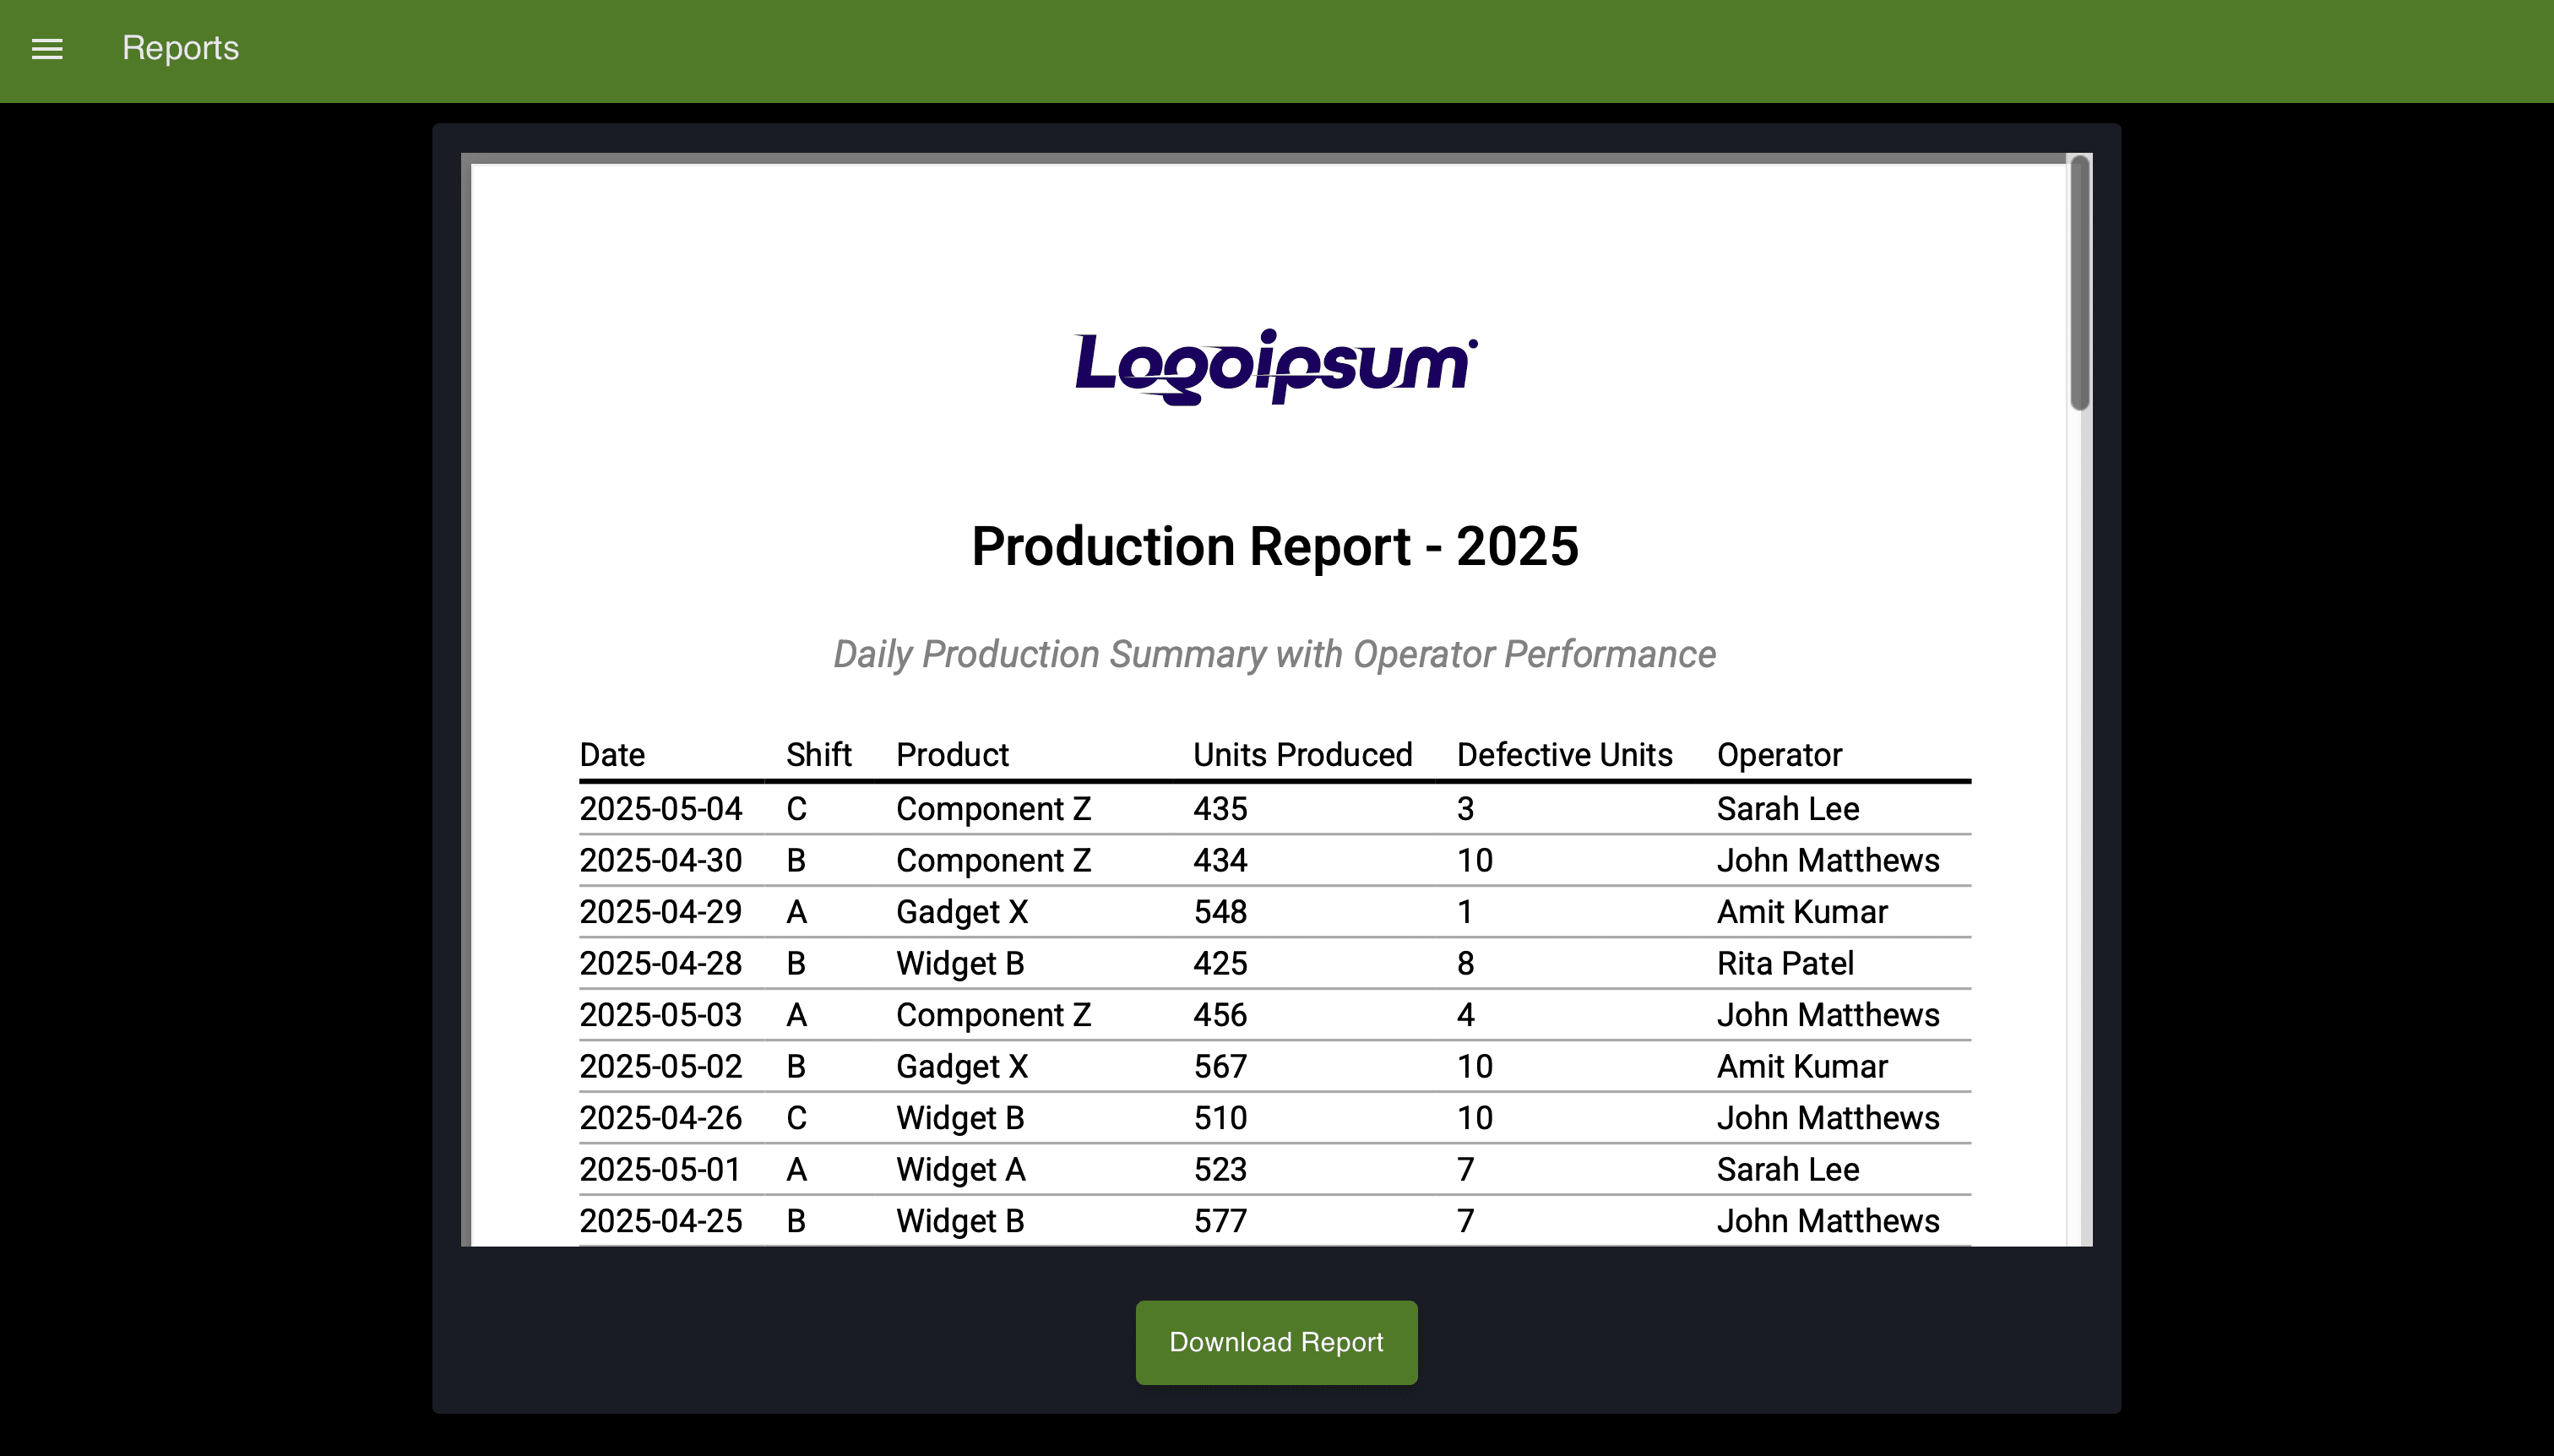 Reports
Logoipsum
Production Report - 2025
Daily Production Summary with Operator Performance
Date Shift Product Units Produced Defective Units Operator
2025-05-04 C Component Z 435 3 Sarah Lee
2025-04-30 B Component Z 434 10 John Matthews
2025-04-29 A Gadget X 548 1 Amit Kumar
2025-04-28 B Widget B 425 8 Rita Patel
2025-05-03 A Component Z 456 4 John Matthews
2025-05-02 B Gadget X 567 10 Amit Kumar
2025-04-26 C Widget B 510 10 John Matthews
2025-05-01 A Widget A 523 7 Sarah Lee
2025-04-25 B Widget B 577 7 John Matthews
Download Report